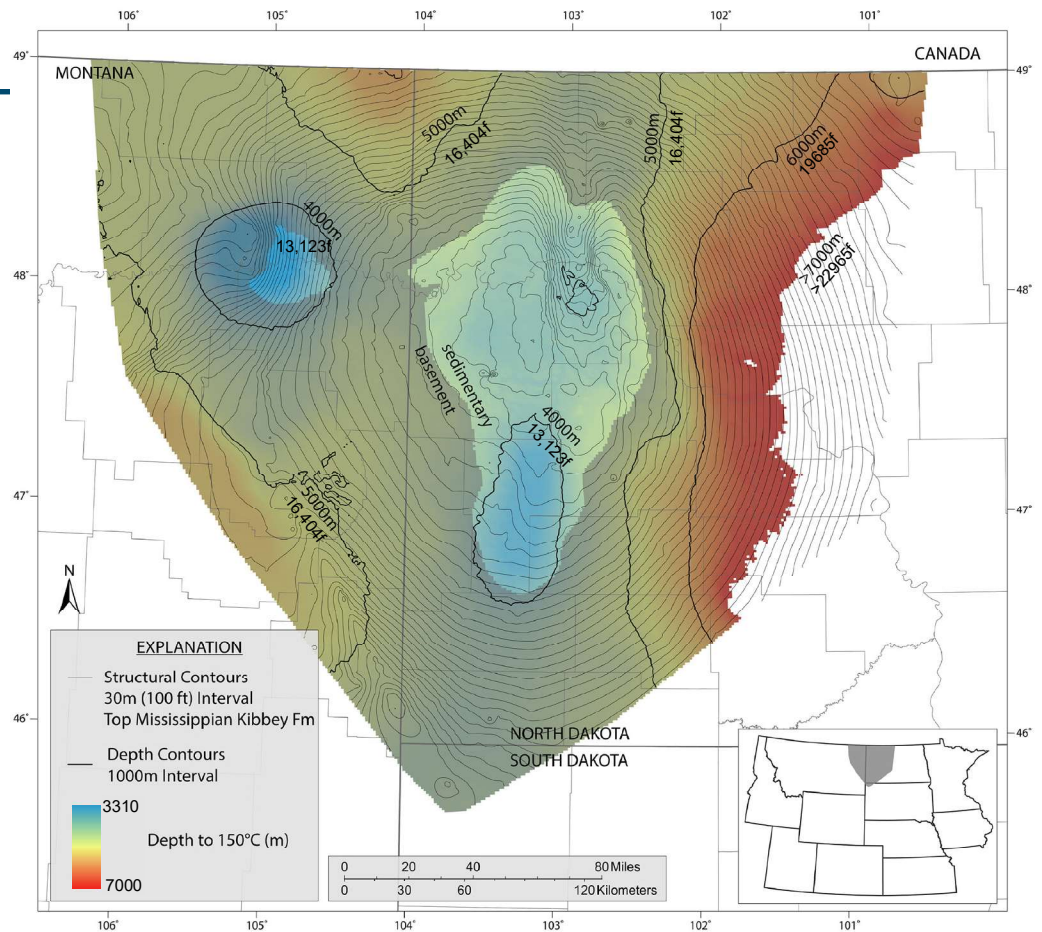 106°
105°
104°
103°
102°
101°
49°
49°
MONTANA
CANADA
5000m
16,404f
5000m
16,404f
6000m
19685f
4000m
13,123f
48°
48°
>7000m
>22965f
sedimentary
basement
4000m
13,123f
47°
47°
5000m
16,404f
N
EXPLANATION
Structural Contours
30m (100 ft) Interval
Top Mississippian Kibbey Fm
Depth Contours
1000m Interval
3310
Depth to 150°C (m)
7000
46°
46°
NORTH DAKOTA
SOUTH DAKOTA
0 20 40 80 Miles
0 30 60 120 Kilometers
106°
105°
104°
103°
102°
101°